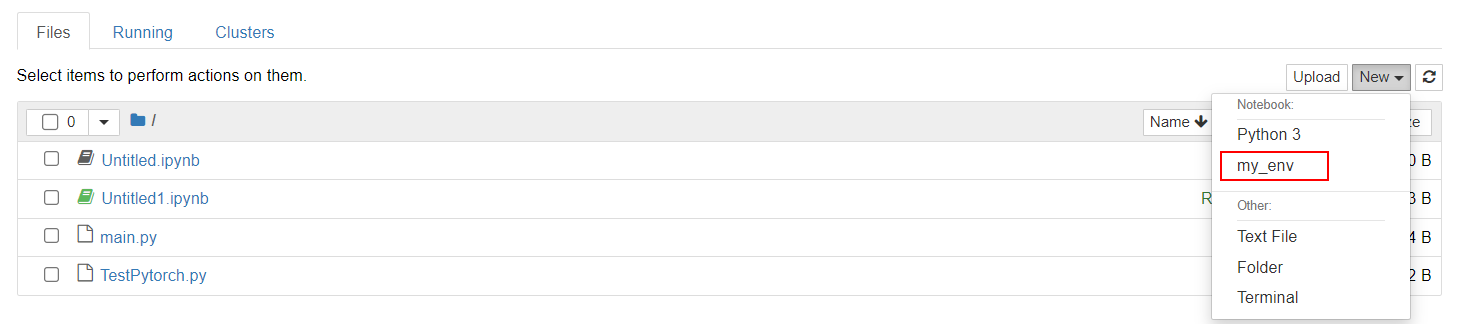 Files Running Clusters
Select items to perform actions on them.
Upload New
0 / Name
Notebook:
Python 3
my_env
Other:
Text File
Folder
Terminal
Untitled.ipynb 0 B
Untitled1.ipynb R 3 B
main.py 4 B
TestPytorch.py 2 B